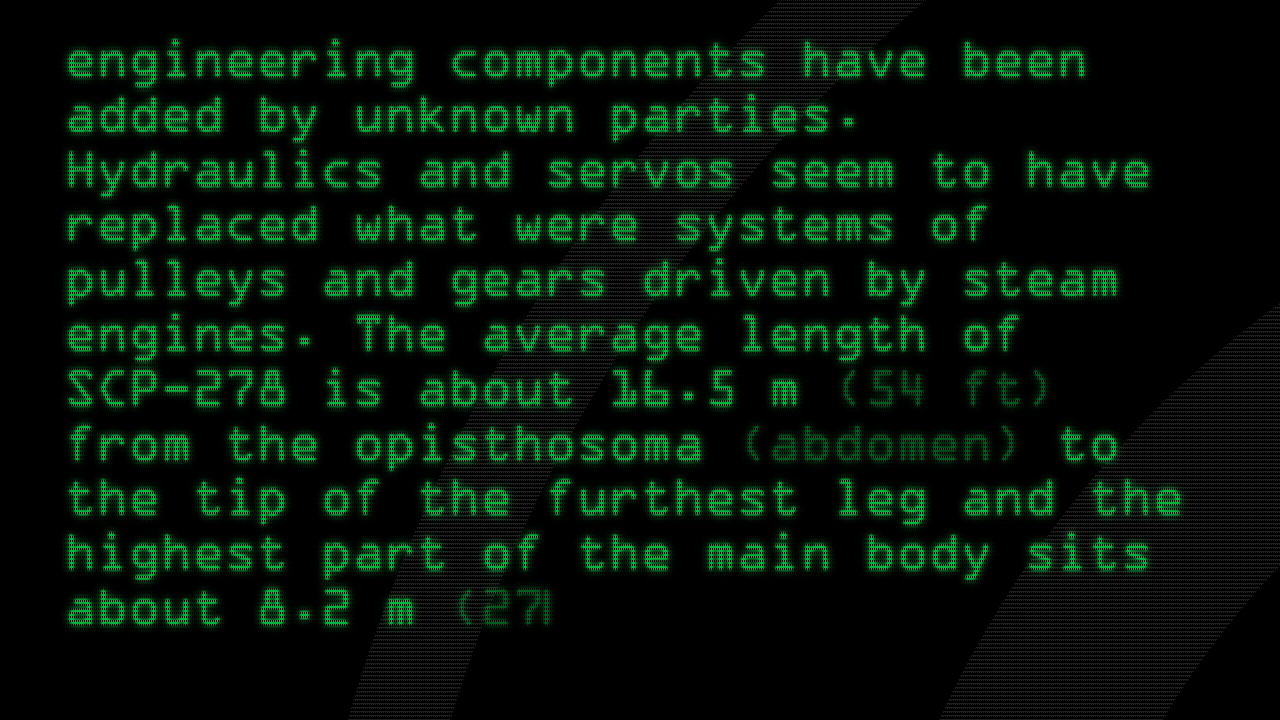 engineering components have been
added by unknown parties.
Hydraulics and servos seem to have
replaced what were systems of
pulleys and gears driven by steam
engines. The average length of
SCP-278 is about 16.5 m (54 ft)
from the opisthosoma (abdomen) to
the tip of the furthest leg and the
highest part of the main body sits
about 8.2 m (27